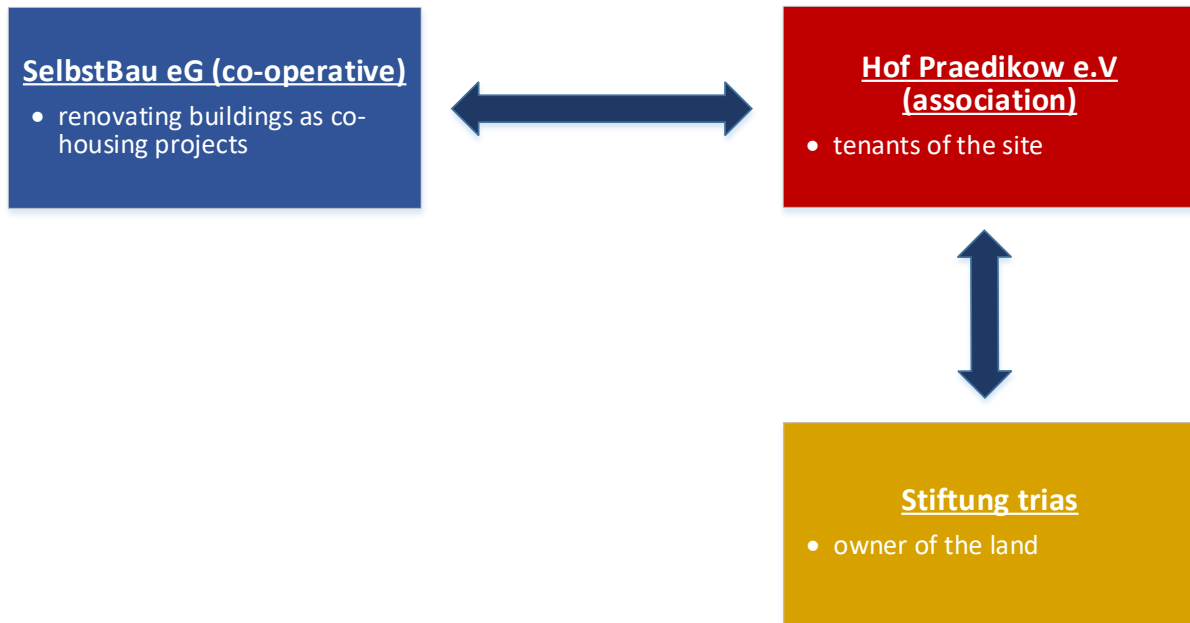 SelbstBau eG (co-operative)
• renovating buildings as co-
housing projects
Hof Praedikow e.V
(association)
• tenants of the site
Stiftung trias
• owner of the land